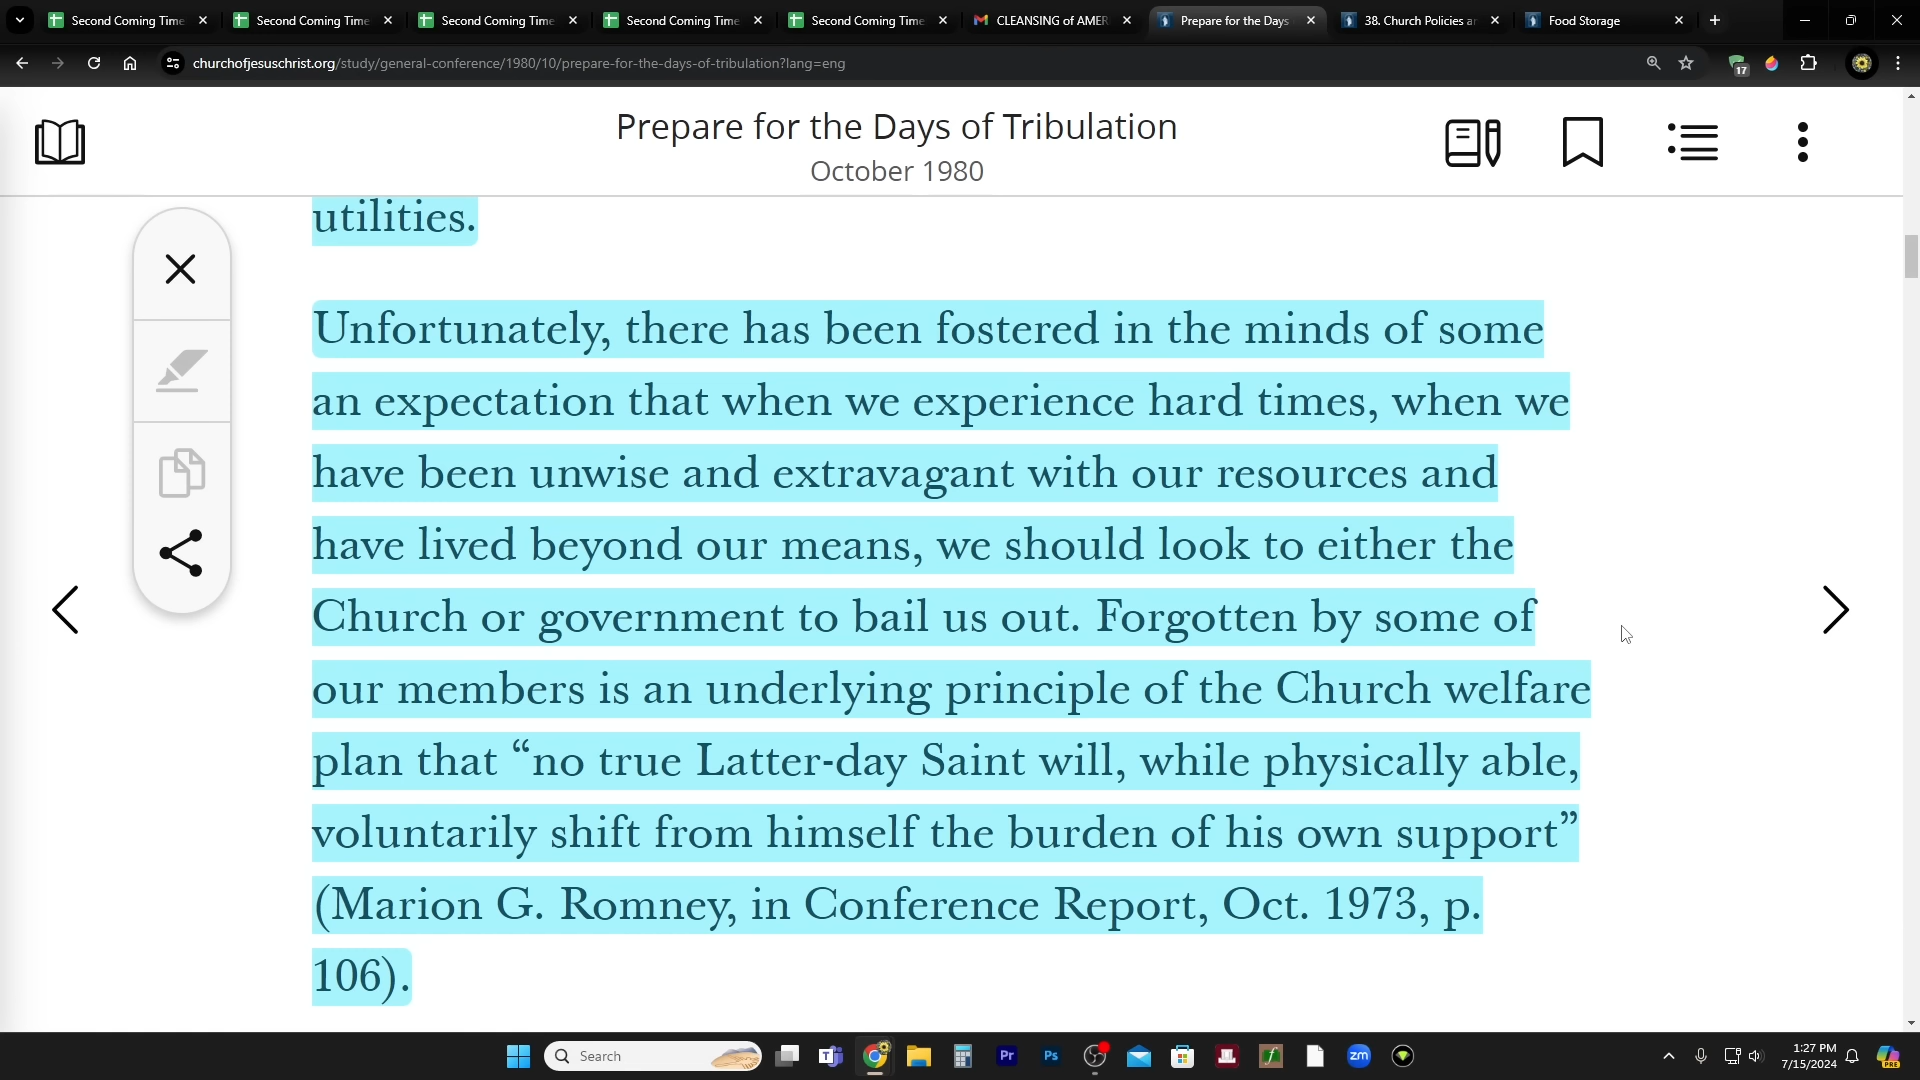 Second Coming Time
Second Coming Time
Second Coming Time
Second Coming Time
Second Coming Time
CLEANSING of AMER
Prepare for the Days
38. Church Policies ar
Food Storage
churchofjesuschrist.org/study/general-conference/1980/10/prepare-for-the-days-of-tribulation?lang=eng
17
Prepare for the Days of Tribulation
October 1980
utilities.
Unfortunately, there has been fostered in the minds of some
an expectation that when we experience hard times, when we
have been unwise and extravagant with our resources and
have lived beyond our means, we should look to either the
Church or government to bail us out. Forgotten by some of
our members is an underlying principle of the Church welfare
plan that “no true Latter-day Saint will, while physically able,
voluntarily shift from himself the burden of his own support”
(Marion G. Romney, in Conference Report, Oct. 1973, p.
106).
Search
Pr
Ps
zm
1:27 PM
7/15/2024
PRE